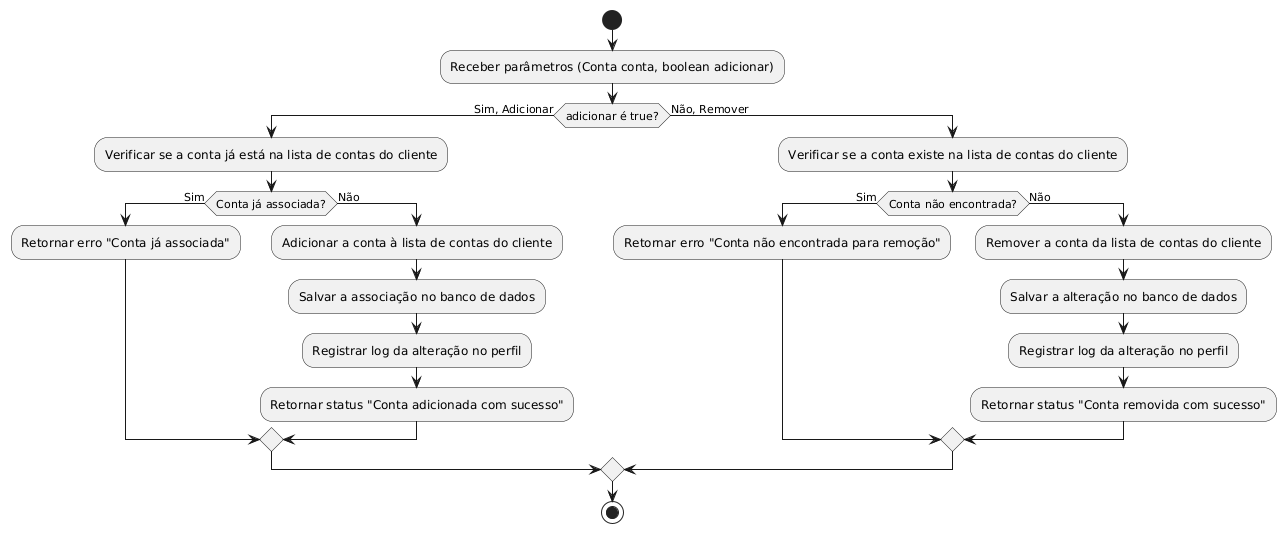 Receber parâmetros (Conta conta, boolean adicionar)
Sim, Adicionar
adicionar é true?
Não, Remover
Verificar se a conta já está na lista de contas do cliente
Verificar se a conta existe na lista de contas do cliente
Sim
Conta já associada?
Não
Sim
Conta não encontrada?
Não
Retornar erro "Conta já associada"
Adicionar a conta à lista de contas do cliente
Retornar erro "Conta não encontrada para remoção"
Remover a conta da lista de contas do cliente
Salvar a associação no banco de dados
Salvar a alteração no banco de dados
Registrar log da alteração no perfil
Registrar log da alteração no perfil
Retornar status "Conta adicionada com sucesso"
Retornar status "Conta removida com sucesso"